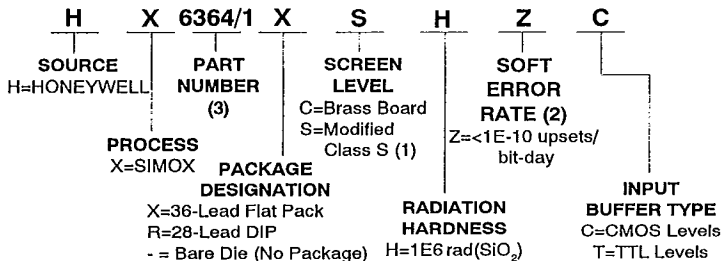 H X 6364/1 X S H Z C
SOURCE
H=HONEYWELL
PROCESS
X=SIMOX
PART
NUMBER
(3)
PACKAGE
DESIGNATION
X=36-Lead Flat Pack
R=28-Lead DIP
- = Bare Die (No Package)
SCREEN
LEVEL
C=Brass Board
S=Modified
Class S (1)
RADIATION
HARDNESS
H=1E6 rad(SiO₂)
SOFT
ERROR
RATE (2)
Z=<1E-10 upsets/
bit-day
INPUT
BUFFER TYPE
C=CMOS Levels
T=TTL Levels